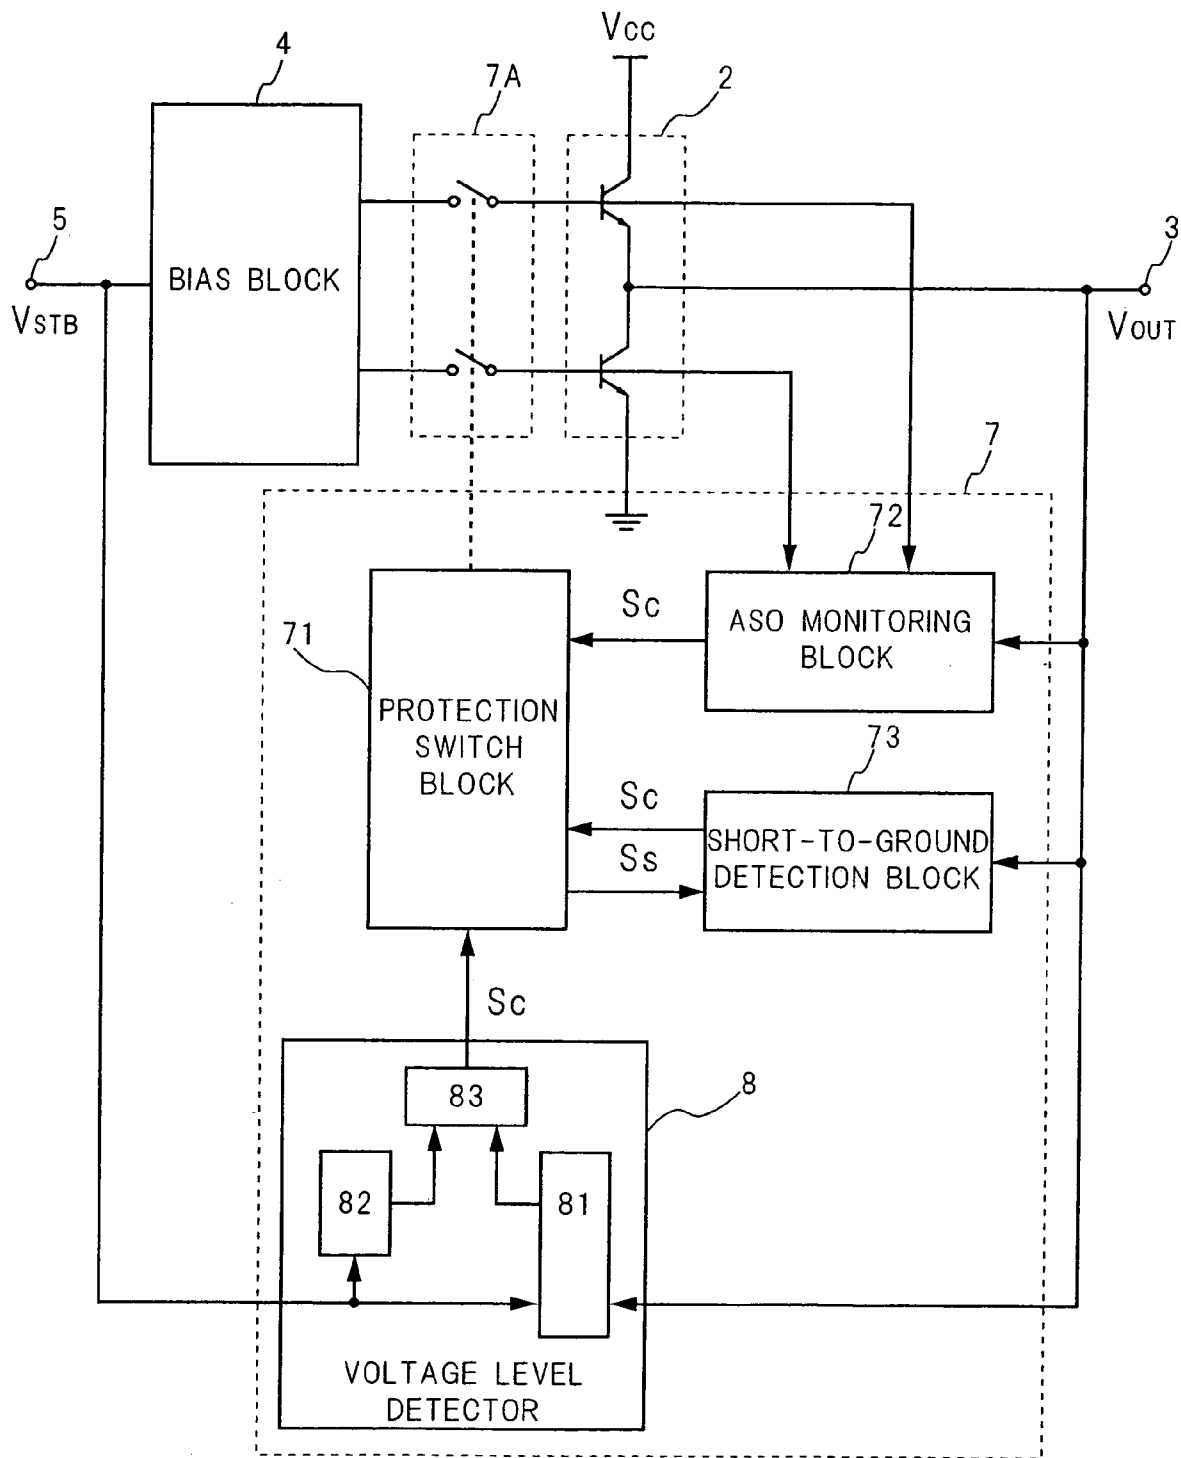 VCC
4
7A
2
5
BIAS BLOCK
3
VSTB
VOUT
7
72
Sc
ASO MONITORING
BLOCK
71
PROTECTION
SWITCH
BLOCK
73
Sc
SHORT-TO-GROUND
DETECTION BLOCK
Ss
Sc
83
8
82
81
VOLTAGE LEVEL
DETECTOR